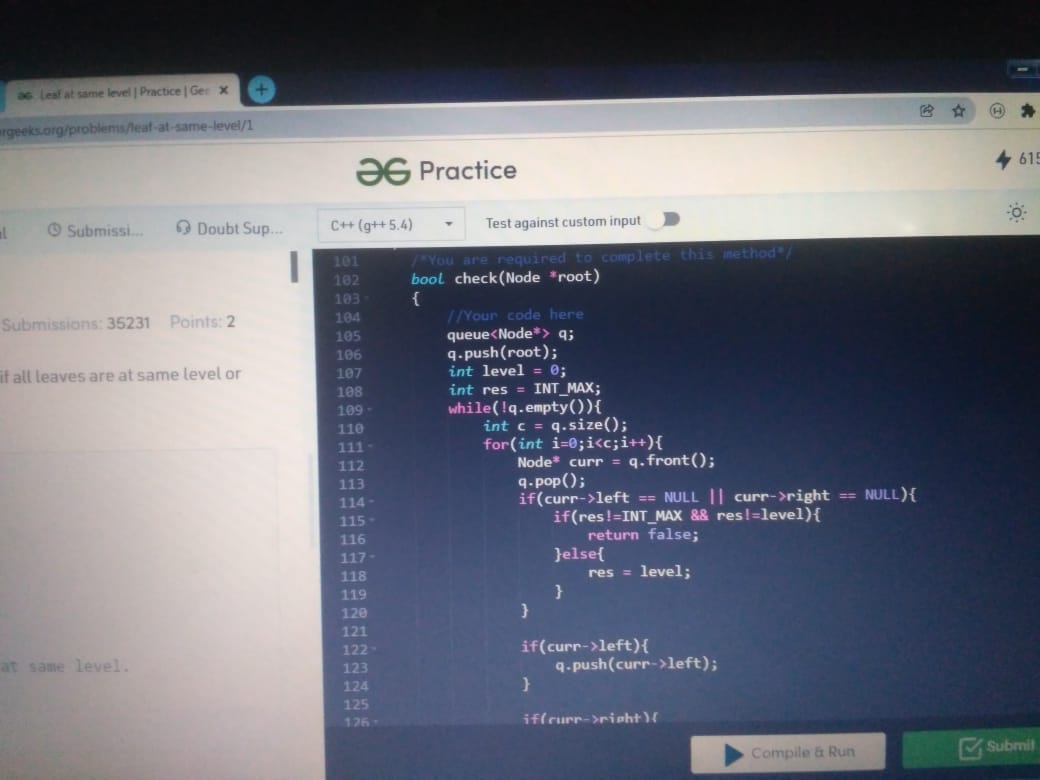 Leaf at same level | Practice | Gee
rgeeks.org/problems/leaf-at-same-level/1
Practice
615
Submissi...
Doubt Sup...
C++ (g++ 5.4)
Test against custom input
Submissions: 35231 Points: 2
if all leaves are at same level or
at same level.
101 /*You are required to complete this method*/
102 bool check(Node *root)
103 {
104 //Your code here
105 queue<Node*> q;
106 q.push(root);
107 int level = 0;
108 int res = INT_MAX;
109 while(!q.empty()){
110 int c = q.size();
111 for(int i=0;i<c;i++){
112 Node* curr = q.front();
113 q.pop();
114 if(curr->left == NULL || curr->right == NULL){
115 if(res!=INT_MAX && res!=level){
116 return false;
117 }else{
118 res = level;
119 }
120 }
121
122 if(curr->left){
123 q.push(curr->left);
124 }
125
126 if(curr->right){
Compile & Run
Submit